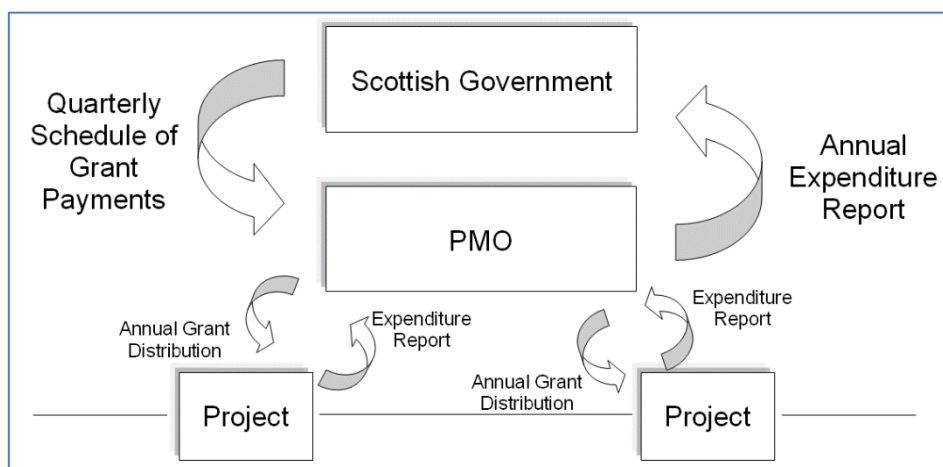 Scottish Government
Quarterly
Schedule of
Grant
Payments
Annual
Expenditure
Report
PMO
Annual Grant
Distribution
Expenditure
Report
Annual Grant
Distribution
Expenditure
Report
Project
Project